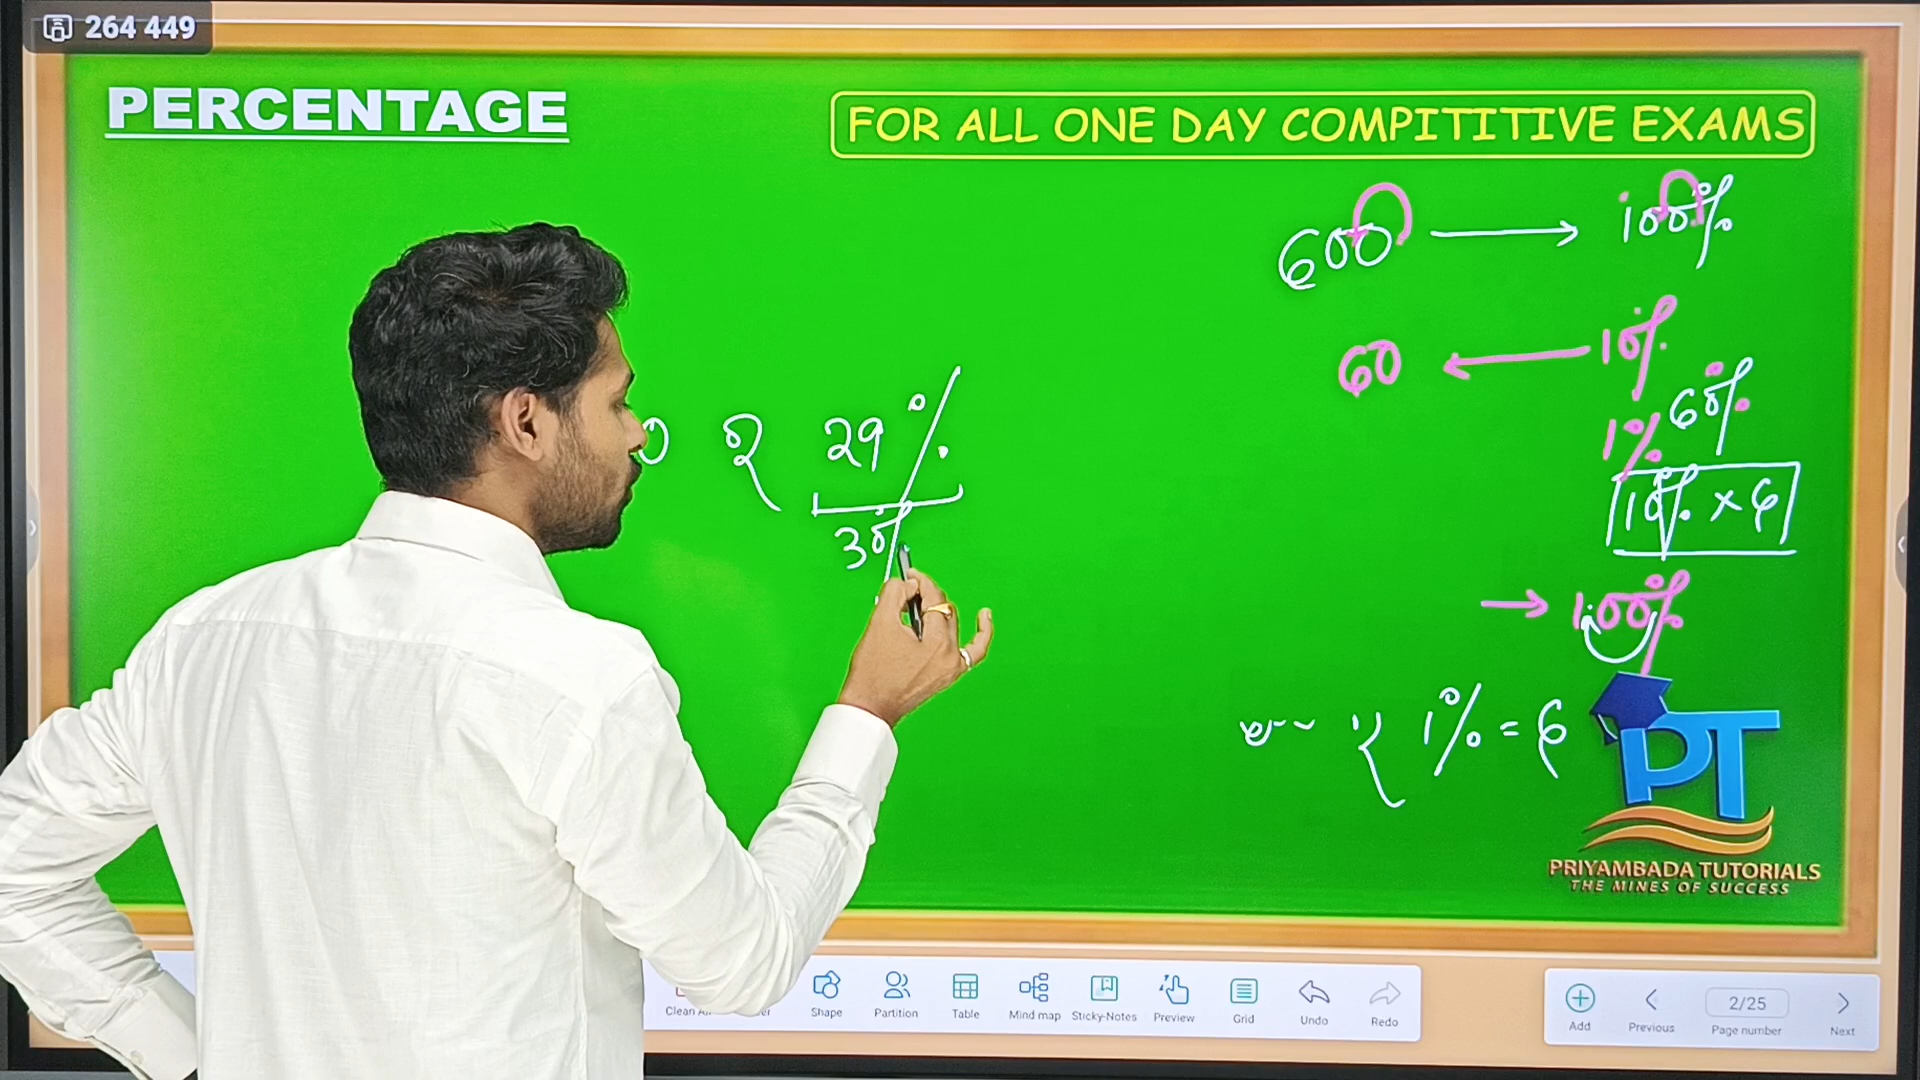 264 449
PERCENTAGE
FOR ALL ONE DAY COMPITITIVE EXAMS
600 → 100%
60 ← 10%
60%
1%
10% × 6
→ 100%
1% = 6
0 ର 29%
30%
PT
PRIYAMBADA TUTORIALS
THE MINES OF SUCCESS
Shape
Partition
Table
Mind map
Sticky-Notes
Preview
Grid
Undo
Redo
Add
Previous
2/25
Page number
Next